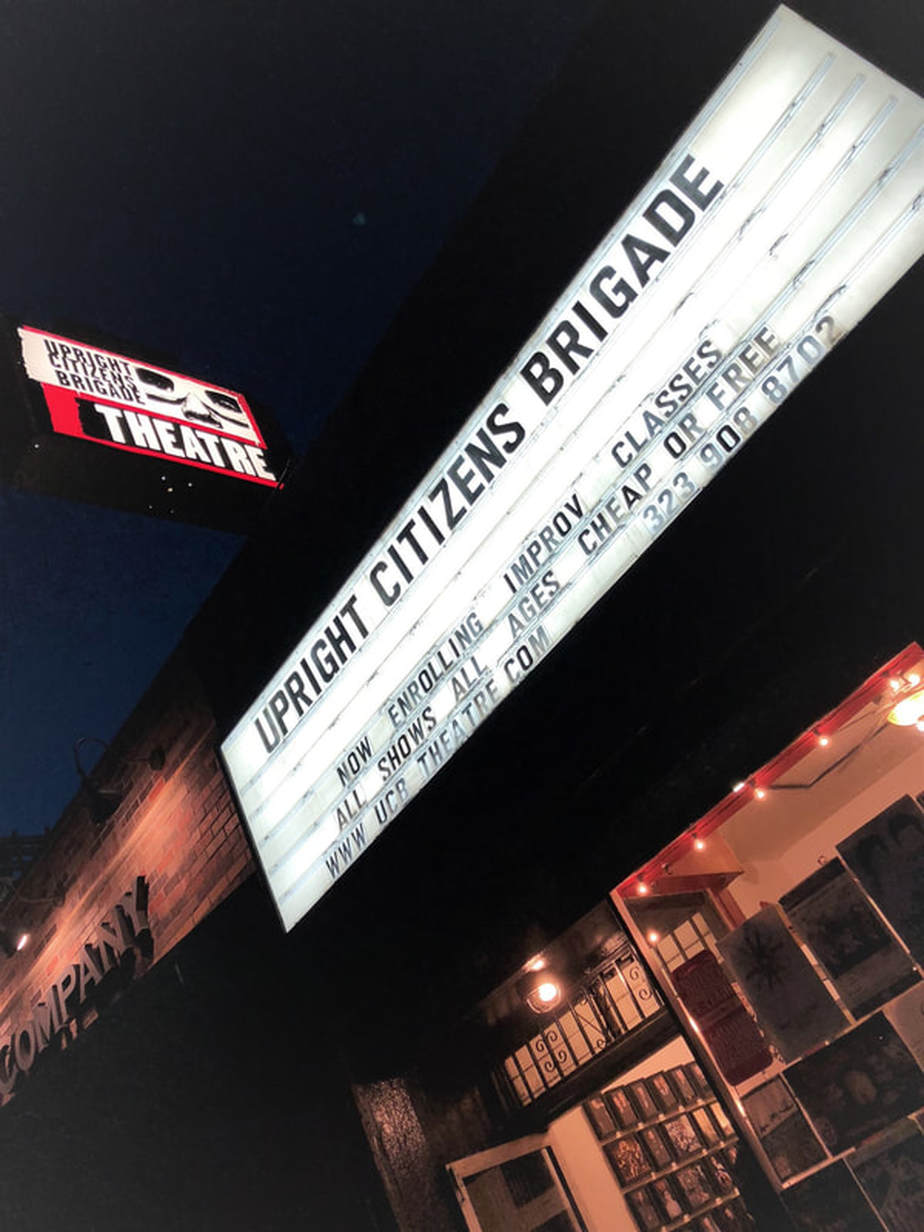 UPRIGHT
CITIZENS
BRIGADE
THEATRE
UPRIGHT CITIZENS BRIGADE
NOW ENROLLING IMPROV CLASSES
ALL SHOWS ALL AGES CHEAP OR FREE
WWW UCB THEATRE COM 323 908 8702
COMPANY